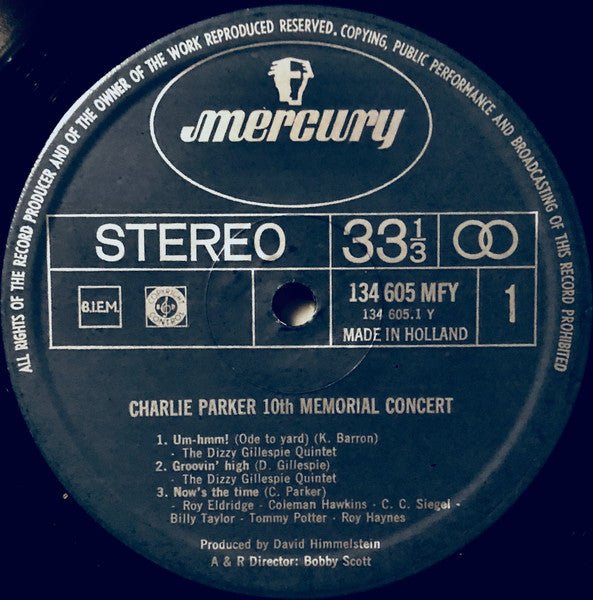 ALL RIGHTS OF THE RECORD PRODUCER AND OF THE OWNER OF THE WORK REPRODUCED RESERVED. COPYING, PUBLIC PERFORMANCE AND BROADCASTING OF THIS RECORD PROHIBITED
mercury
STEREO 33 1/3
B.I.E.M. COPYRIGHT CONTROL 134 605 MFY 1
134 605.1 Y
MADE IN HOLLAND
CHARLIE PARKER 10th MEMORIAL CONCERT
1. Um-hmm! (Ode to yard) (K. Barron)
- The Dizzy Gillespie Quintet
2. Groovin' high (D. Gillespie)
- The Dizzy Gillespie Quintet
3. Now's the time (C. Parker)
- Roy Eldridge - Coleman Hawkins - C. C. Siegel -
Billy Taylor - Tommy Potter - Roy Haynes
Produced by David Himmelstein
A & R Director: Bobby Scott